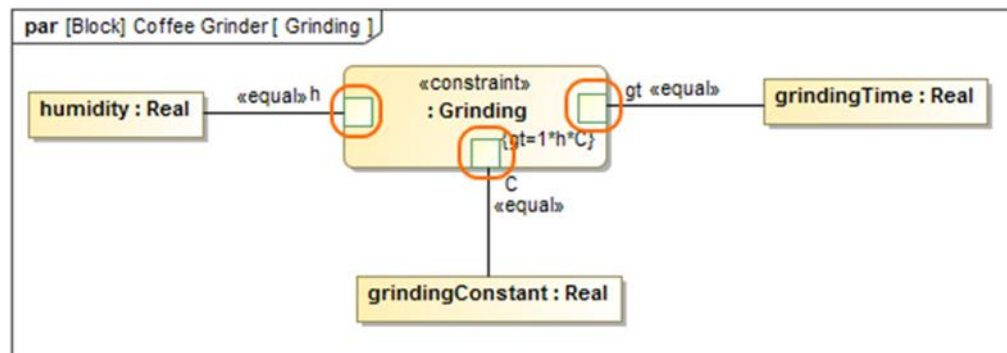 par [Block] Coffee Grinder [ Grinding ]
«constraint»
: Grinding
humidity : Real
«equal» h
gt «equal»
grindingTime : Real
{gt=1*h*C}
C
«equal»
grindingConstant : Real